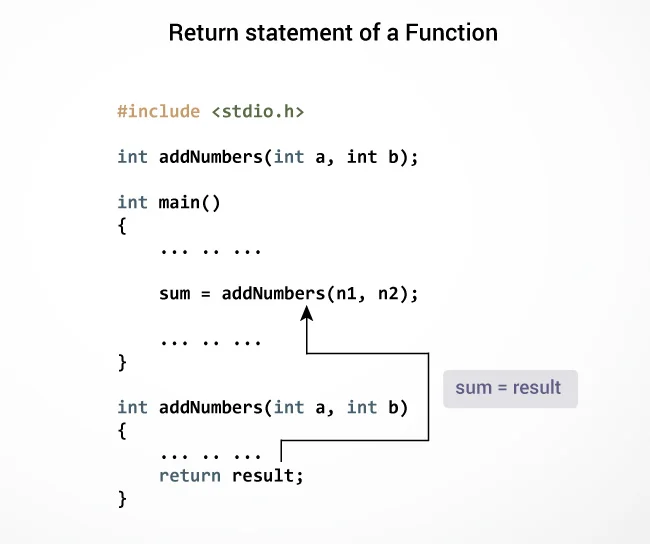 Return statement of a Function
#include <stdio.h>
int addNumbers(int a, int b);
int main()
{
... .. ...
sum = addNumbers(n1, n2);
... .. ...
}
sum = result
int addNumbers(int a, int b)
{
... .. ...
return result;
}